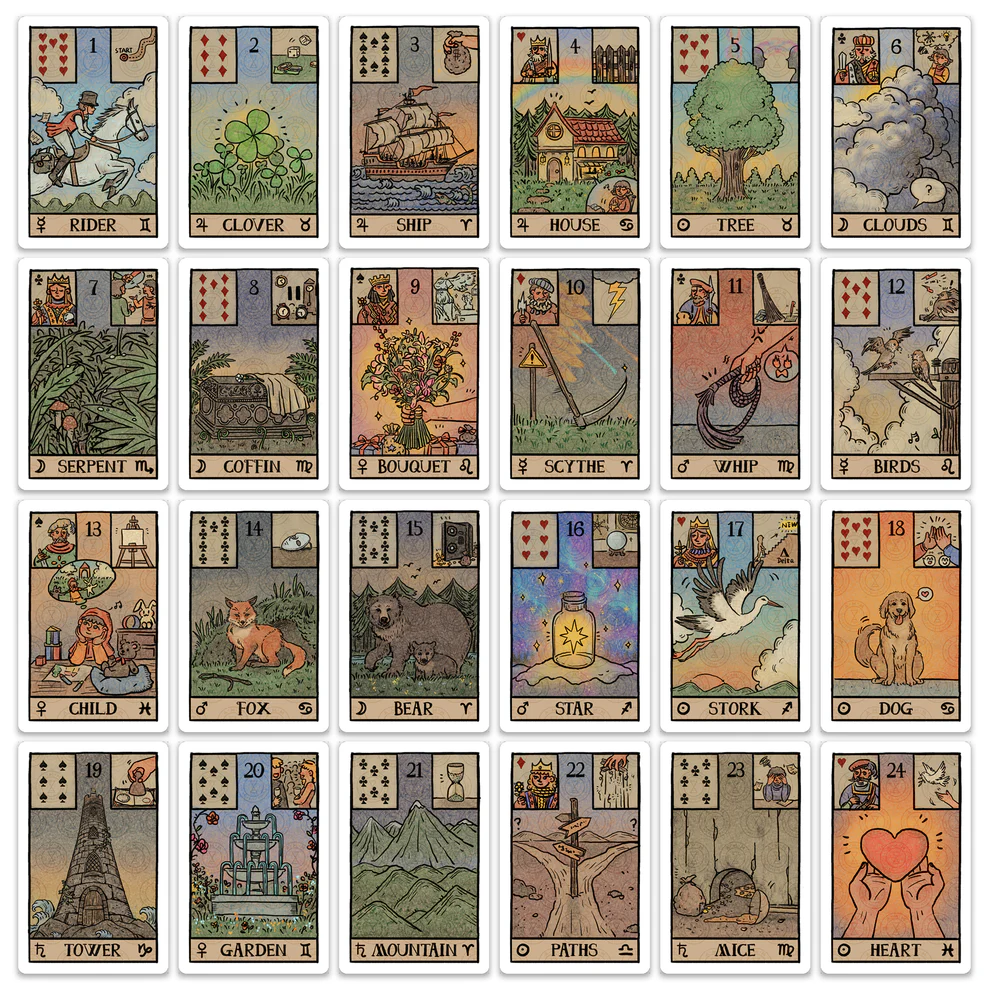 1
START
☿ RIDER ♊
2
♃ CLOVER ♉
3
♃ SHIP ♈
4
♃ HOUSE ♋
5
☉ TREE ♉
6
?
☽ CLOUDS ♊
7
☽ SERPENT ♏
8
☽ COFFIN ♍
9
♀ BOUQUET ♌
10
!
☿ SCYTHE ♈
11
♂ WHIP ♍
12
☿ BIRDS ♌
13
♀ CHILD ♓
14
♂ FOX ♋
15
☽ BEAR ♈
16
♂ STAR ♐
17
NEW
Δ
Delta
☉ STORK ♐
18
☉ DOG ♋
19
♄ TOWER ♑
20
♀ GARDEN ♊
21
♄ MOUNTAIN ♈
22
? ?
☉ PATHS ♎
23
♄ MICE ♍
24
☉ HEART ♓